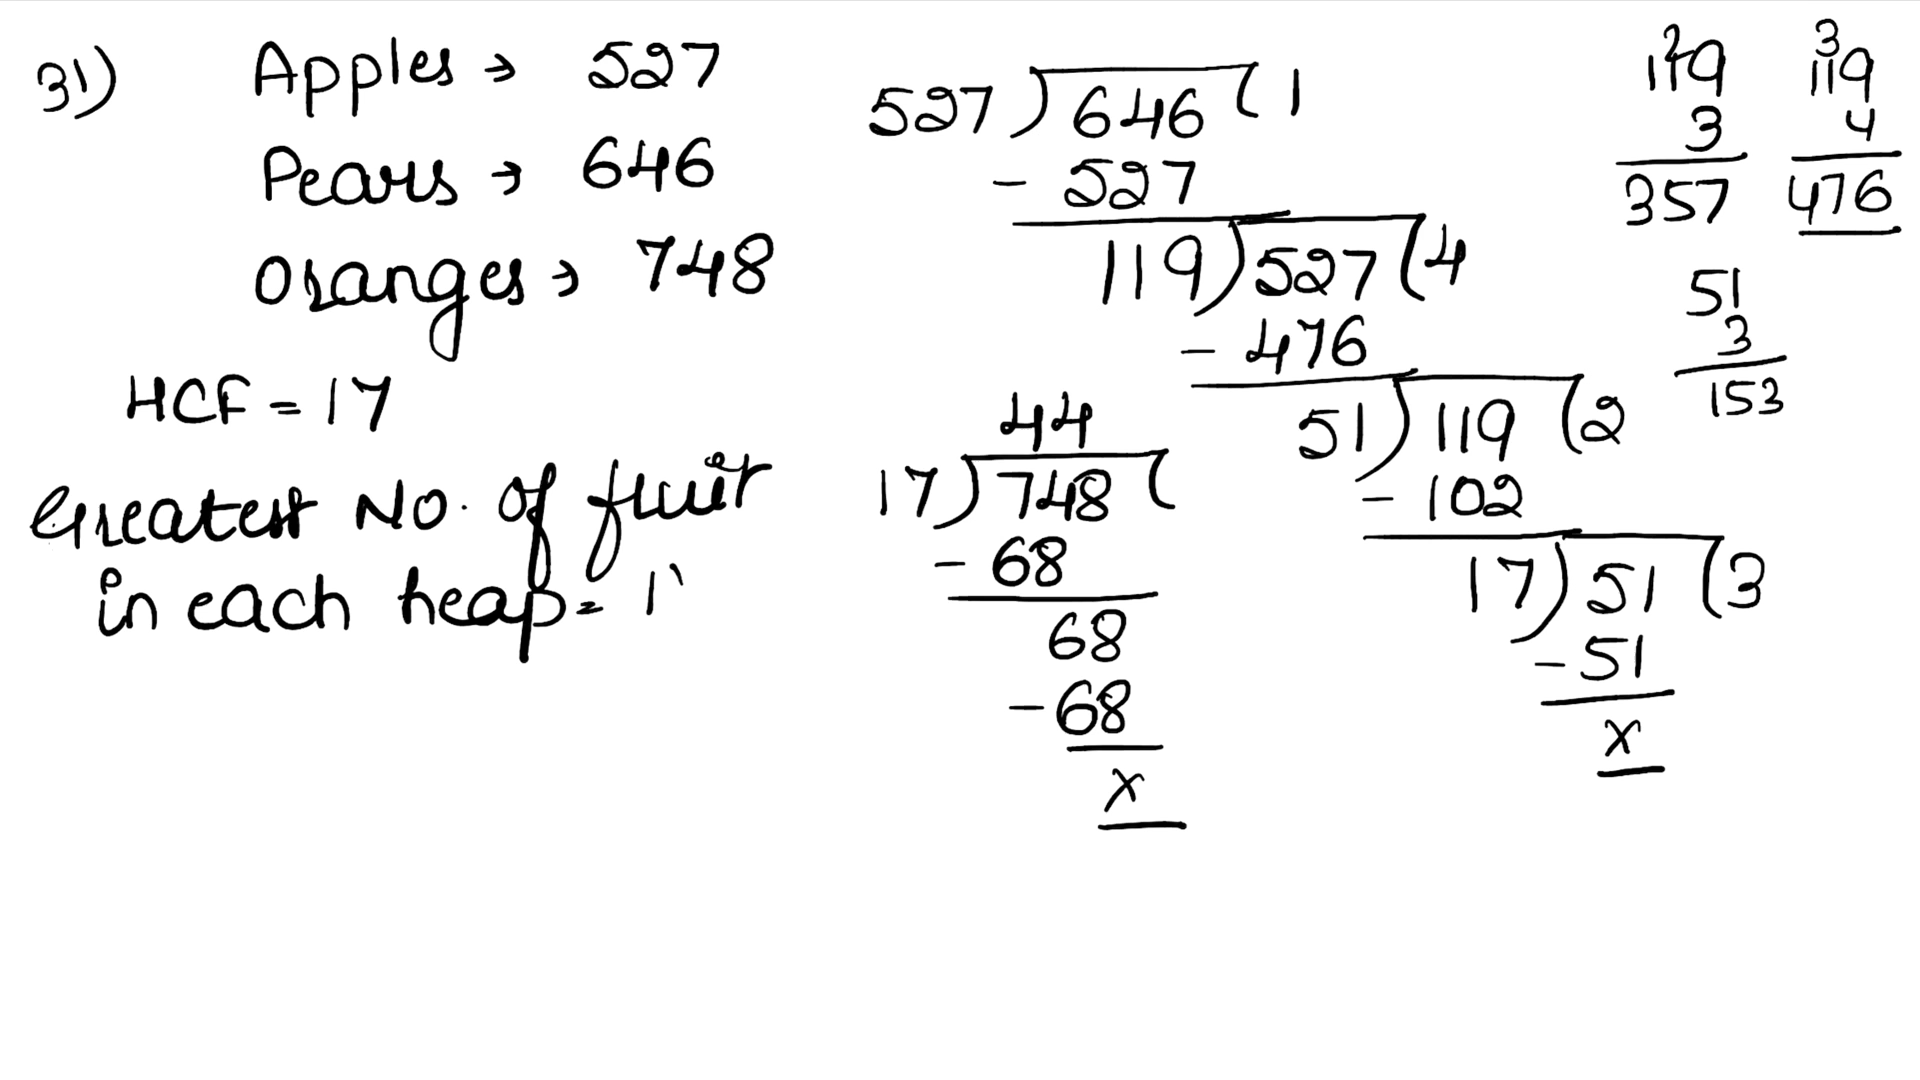 31) Apples → 527
Pears → 646
Oranges → 748
HCF = 17
Greatest No. of fruit
in each heap = 1
527 ) 646 ( 1
- 527
119 ) 527 ( 4
- 476
51 ) 119 ( 2
- 102
17 ) 51 ( 3
- 51
x
44
17 ) 748 (
- 68
68
- 68
x
2
119
3
357
3
119
4
476
51
3
153